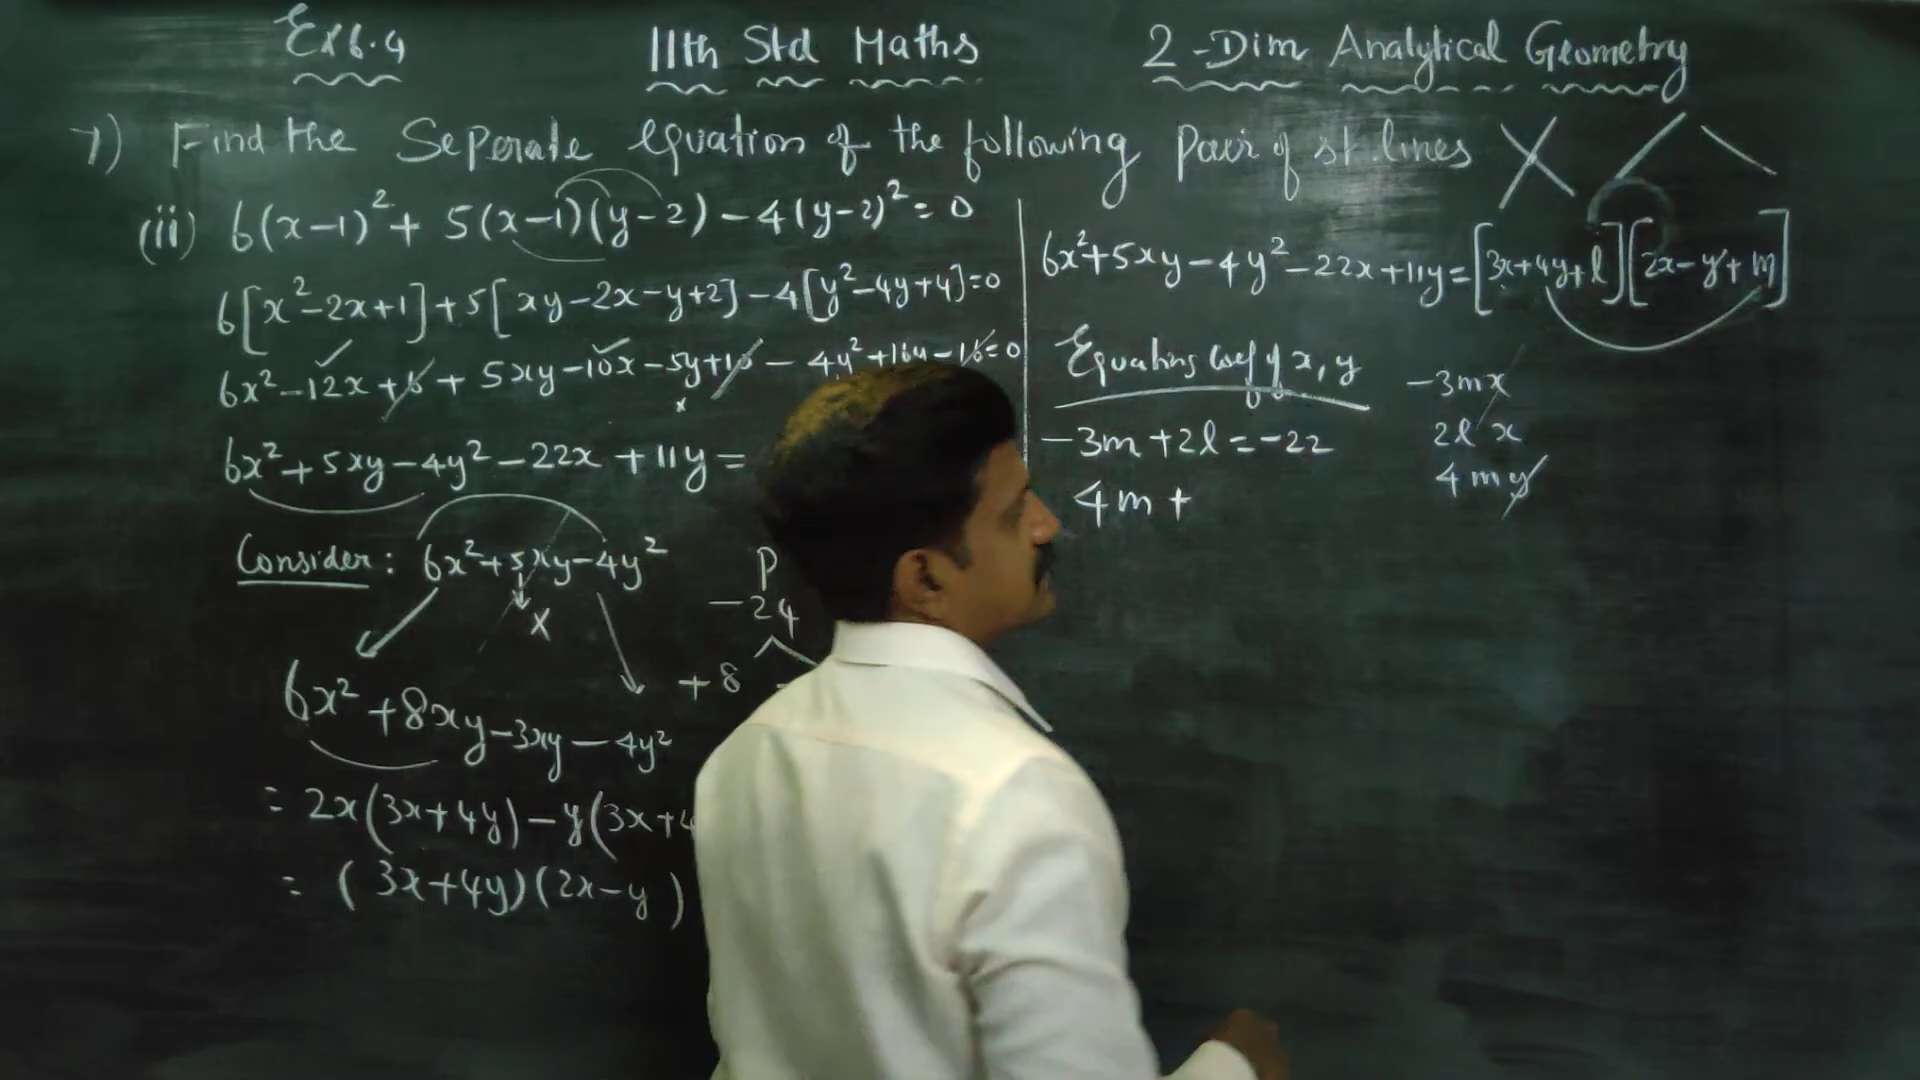 Ex 6.4
11th Std Maths
2-Dim Analytical Geometry
7) Find the Seperate equation of the following pair of st. lines
(ii) 6(x-1)² + 5(x-1)(y-2) - 4(y-2)² = 0
6[x²-2x+1] + 5[xy-2x-y+2] - 4[y²-4y+4] = 0
6x² - 12x + 6 + 5xy - 10x - 5y + 10 - 4y² + 16y - 16 = 0
6x² + 5xy - 4y² - 22x + 11y =
Consider: 6x² + 5xy - 4y²
x
P
-24
+8
6x² + 8xy - 3xy - 4y²
= 2x(3x+4y) - y(3x+4
= (3x+4y)(2x-y)
6x² + 5xy - 4y² - 22x + 11y = [3x+4y+l][2x-y+m]
Equating coef of x, y
-3m + 2l = -22
4m +
-3mx
2l x
4my